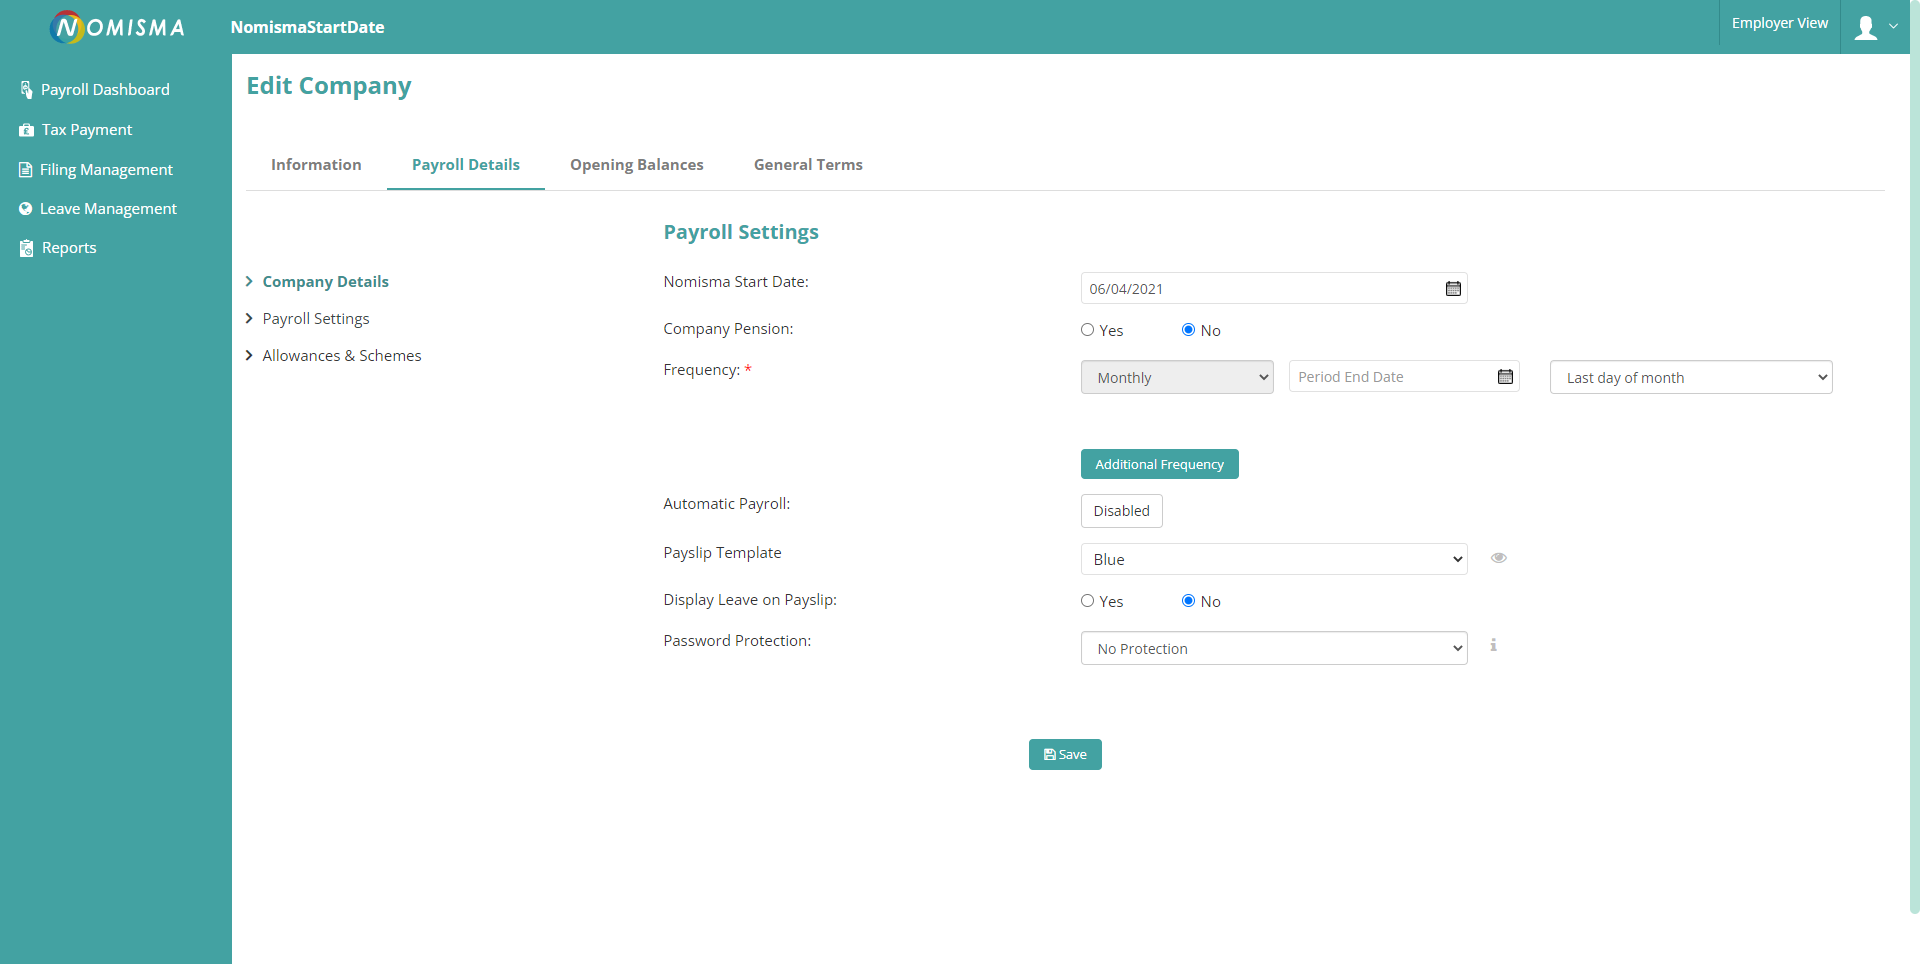 NOMISMA
NomismaStartDate
Employer View
Payroll Dashboard
Tax Payment
Filing Management
Leave Management
Reports
Edit Company
Information Payroll Details Opening Balances General Terms
Company Details
Payroll Settings
Allowances & Schemes
Payroll Settings
Nomisma Start Date: 06/04/2021
Company Pension: Yes No
Frequency: * Monthly Period End Date Last day of month
Additional Frequency
Automatic Payroll: Disabled
Payslip Template Blue
Display Leave on Payslip: Yes No
Password Protection: No Protection
Save